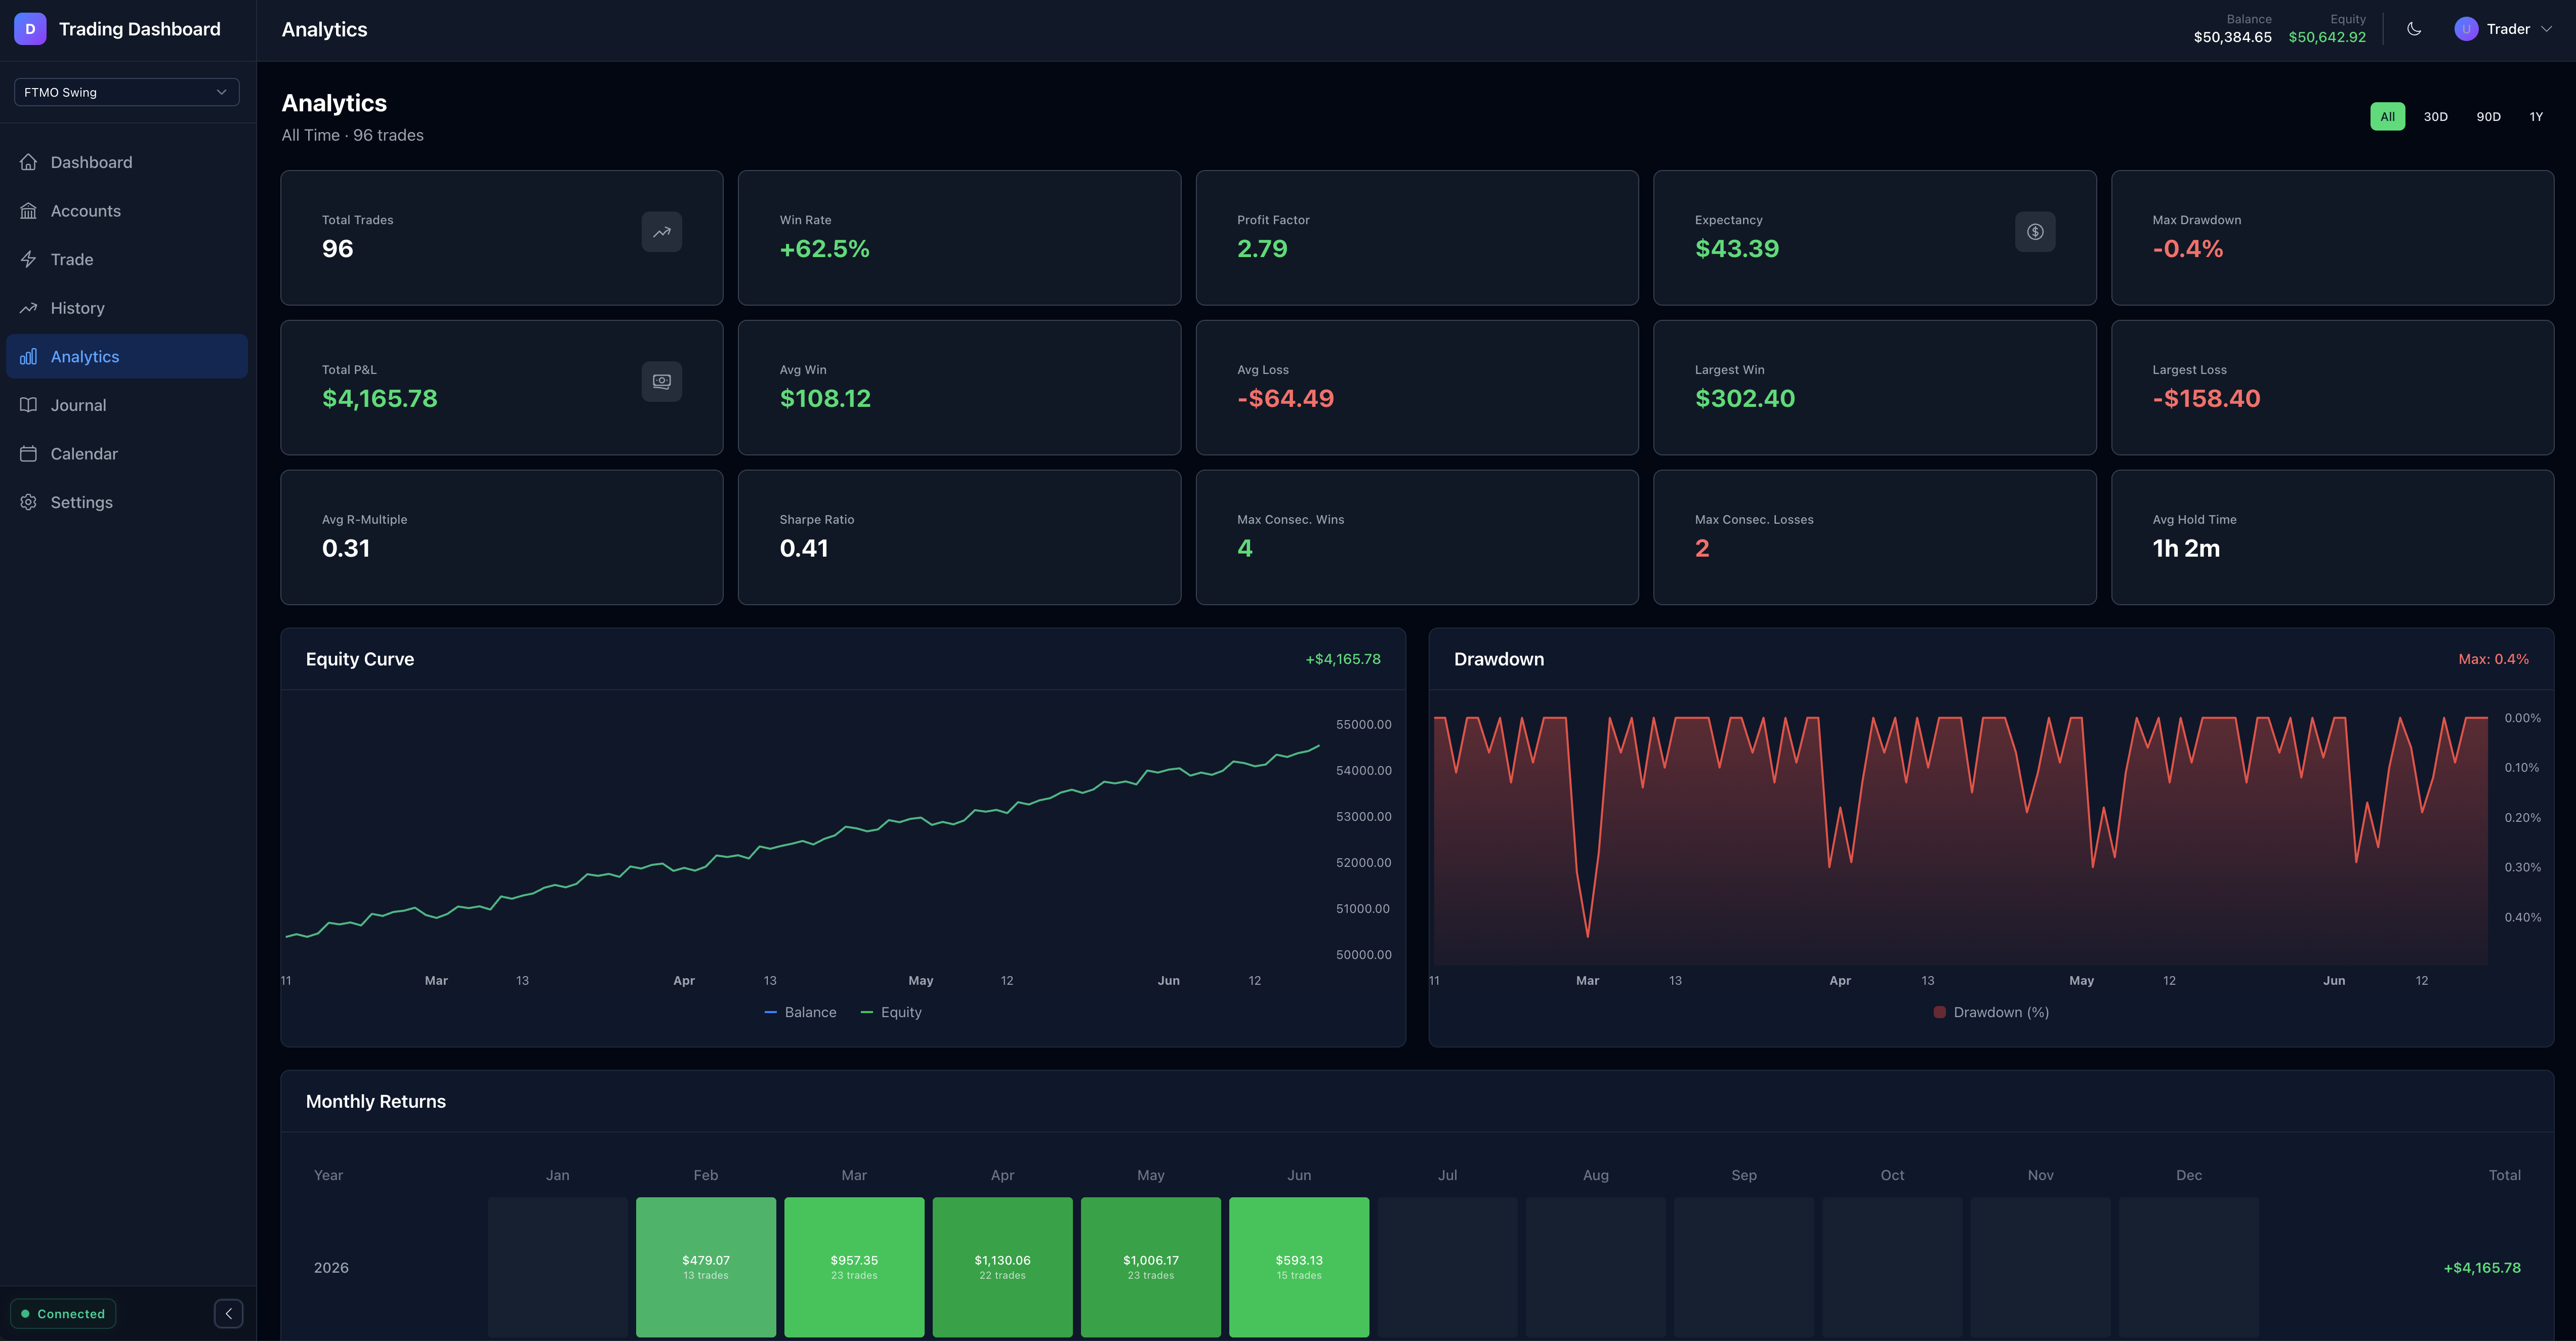 D Trading Dashboard
Analytics
Balance Equity
$50,384.65 $50,642.92
U Trader
FTMO Swing
Dashboard
Accounts
Trade
History
Analytics
Journal
Calendar
Settings
Connected
Analytics
All Time · 96 trades
All 30D 90D 1Y
Total Trades
96
Win Rate
+62.5%
Profit Factor
2.79
Expectancy
$43.39
Max Drawdown
-0.4%
Total P&L
$4,165.78
Avg Win
$108.12
Avg Loss
-$64.49
Largest Win
$302.40
Largest Loss
-$158.40
Avg R-Multiple
0.31
Sharpe Ratio
0.41
Max Consec. Wins
4
Max Consec. Losses
2
Avg Hold Time
1h 2m
Equity Curve +$4,165.78
55000.00
54000.00
53000.00
52000.00
51000.00
50000.00
11 Mar 13 Apr 13 May 12 Jun 12
Balance Equity
Drawdown Max: 0.4%
0.00%
0.10%
0.20%
0.30%
0.40%
11 Mar 13 Apr 13 May 12 Jun 12
Drawdown (%)
Monthly Returns
Year Jan Feb Mar Apr May Jun Jul Aug Sep Oct Nov Dec Total
2026
$479.07
13 trades
$957.35
23 trades
$1,130.06
22 trades
$1,006.17
23 trades
$593.13
15 trades
+$4,165.78